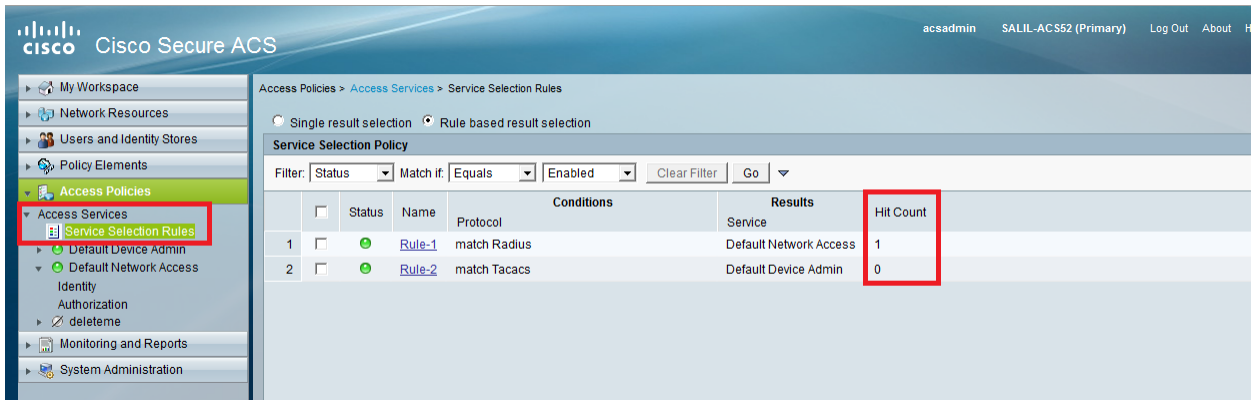 acsadmin SALIL-ACS52 (Primary) Log Out About H
CISCO Cisco Secure ACS
My Workspace
Network Resources
Users and Identity Stores
Policy Elements
Access Policies
Access Services
Service Selection Rules
Default Device Admin
Default Network Access
Identity
Authorization
deleteme
Monitoring and Reports
System Administration
Access Policies > Access Services > Service Selection Rules
Single result selection Rule based result selection
Service Selection Policy
Filter: Status Match if: Equals Enabled Clear Filter Go
Status Name Conditions Results Hit Count
Protocol Service
1 Rule-1 match Radius Default Network Access 1
2 Rule-2 match Tacacs Default Device Admin 0